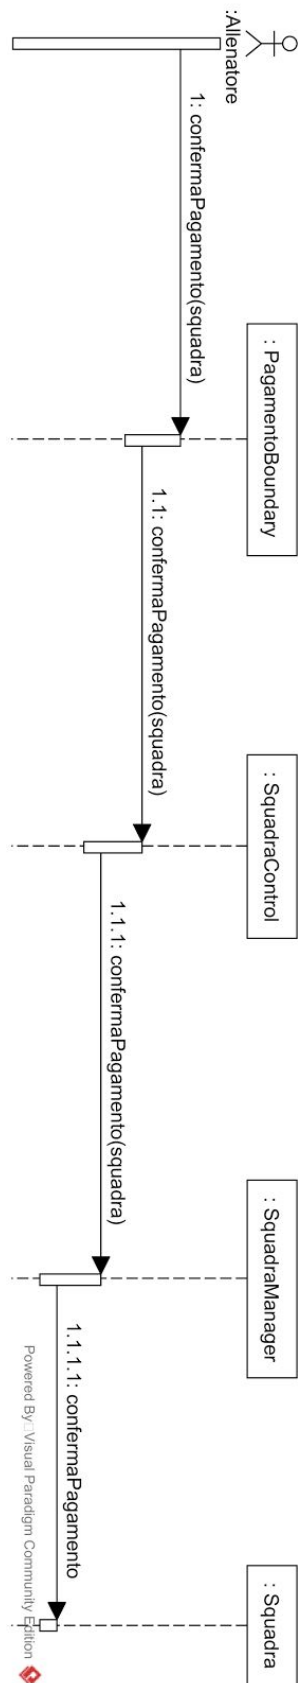 :Allenatore
: PagamentoBoundary
: SquadraControl
: SquadraManager
: Squadra
1: confermaPagamento(squadra)
1.1: confermaPagamento(squadra)
1.1.1: confermaPagamento(squadra)
1.1.1.1: confermaPagamento
Powered By Visual Paradigm Community Edition